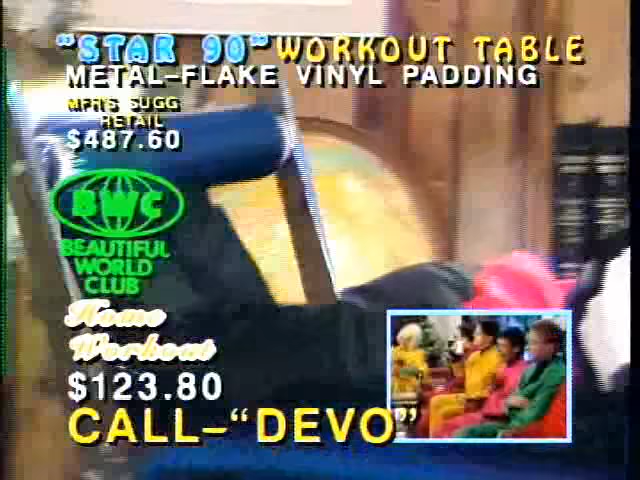 "STAR 90" WORKOUT TABLE
METAL-FLAKE VINYL PADDING
MFR'S SUGG
RETAIL
$487.60
BWC
BEAUTIFUL
WORLD
CLUB
Home
Workout
$123.80
CALL-"DEVO"